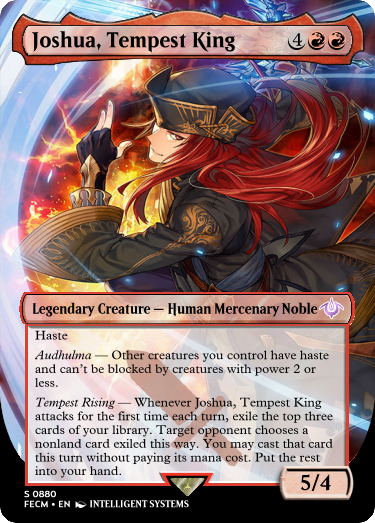 Joshua, Tempest King 4
Legendary Creature — Human Mercenary Noble
Haste
Audhulma — Other creatures you control have haste
and can't be blocked by creatures with power 2 or
less.
Tempest Rising — Whenever Joshua, Tempest King
attacks for the first time each turn, exile the top three
cards of your library. Target opponent chooses a
nonland card exiled this way. You may cast that card
this turn without paying its mana cost. Put the rest
into your hand.
5/4
S 0880
FECM • EN INTELLIGENT SYSTEMS